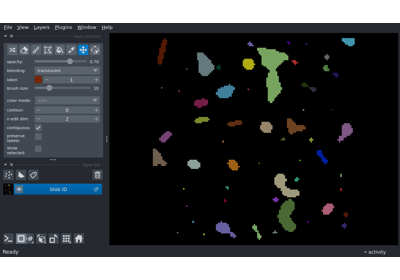 File View Layers Plugins Window Help
opacity: 0.70
blending: translucent
label: 1
brush size: 10
color mode:
contour: 0
n edit dim: 2
contiguous:
preserve
labels:
show
selected:
blob ID
Ready
activity